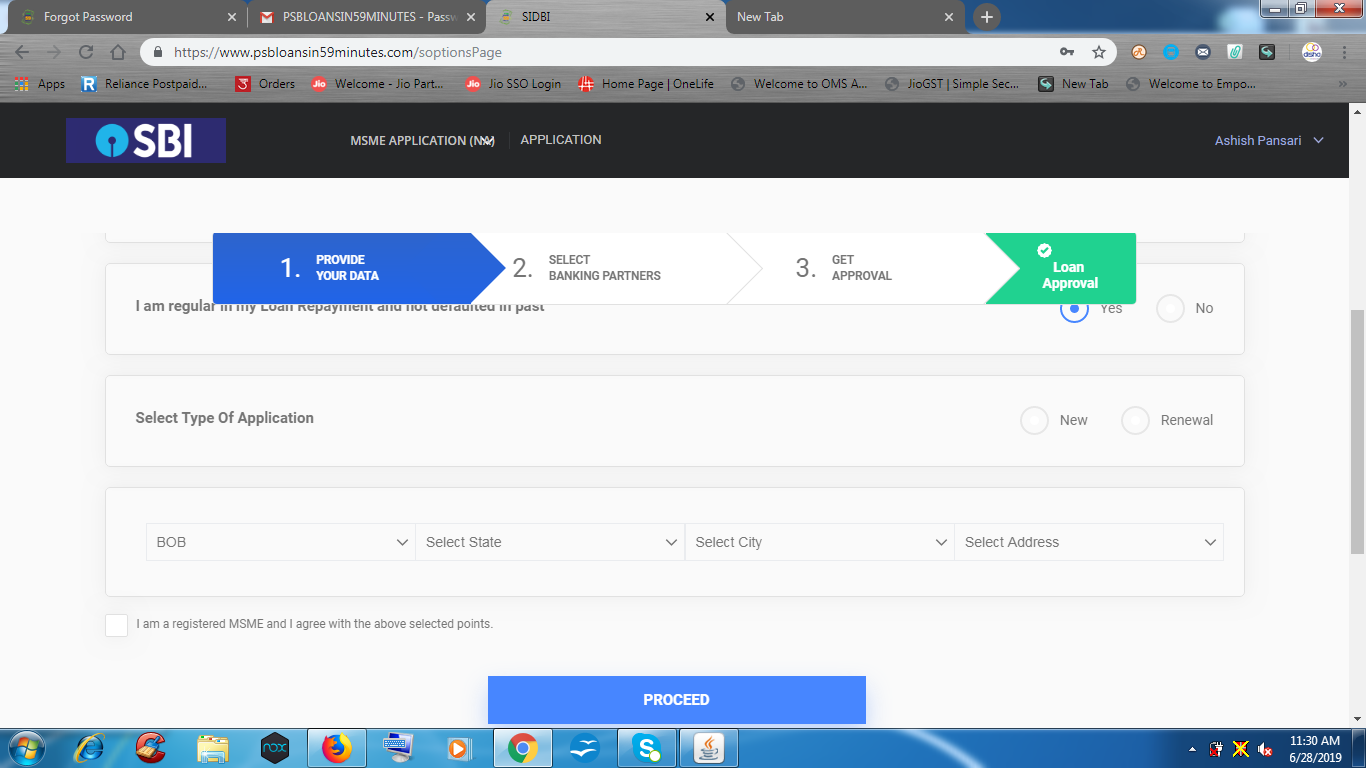 Forgot Password
PSBLOANSIN59MINUTES - Passw
SIDBI
New Tab
https://www.psbloansin59minutes.com/soptionsPage
Apps
Reliance Postpaid...
Orders
Jio
Welcome - Jio Part...
Jio
Jio SSO Login
Home Page | OneLife
Welcome to OMS A...
JioGST | Simple Sec...
New Tab
Welcome to Empo...
»
SBI
MSME APPLICATION
APPLICATION
Ashish Pansari
1. PROVIDE
YOUR DATA
2. SELECT
BANKING PARTNERS
3. GET
APPROVAL
Loan
Approval
I am regular in my Loan Repayment and not defaulted in past
Yes
No
Select Type Of Application
New
Renewal
BOB
Select State
Select City
Select Address
I am a registered MSME and I agree with the above selected points.
PROCEED
nox
11:30 AM
6/28/2019